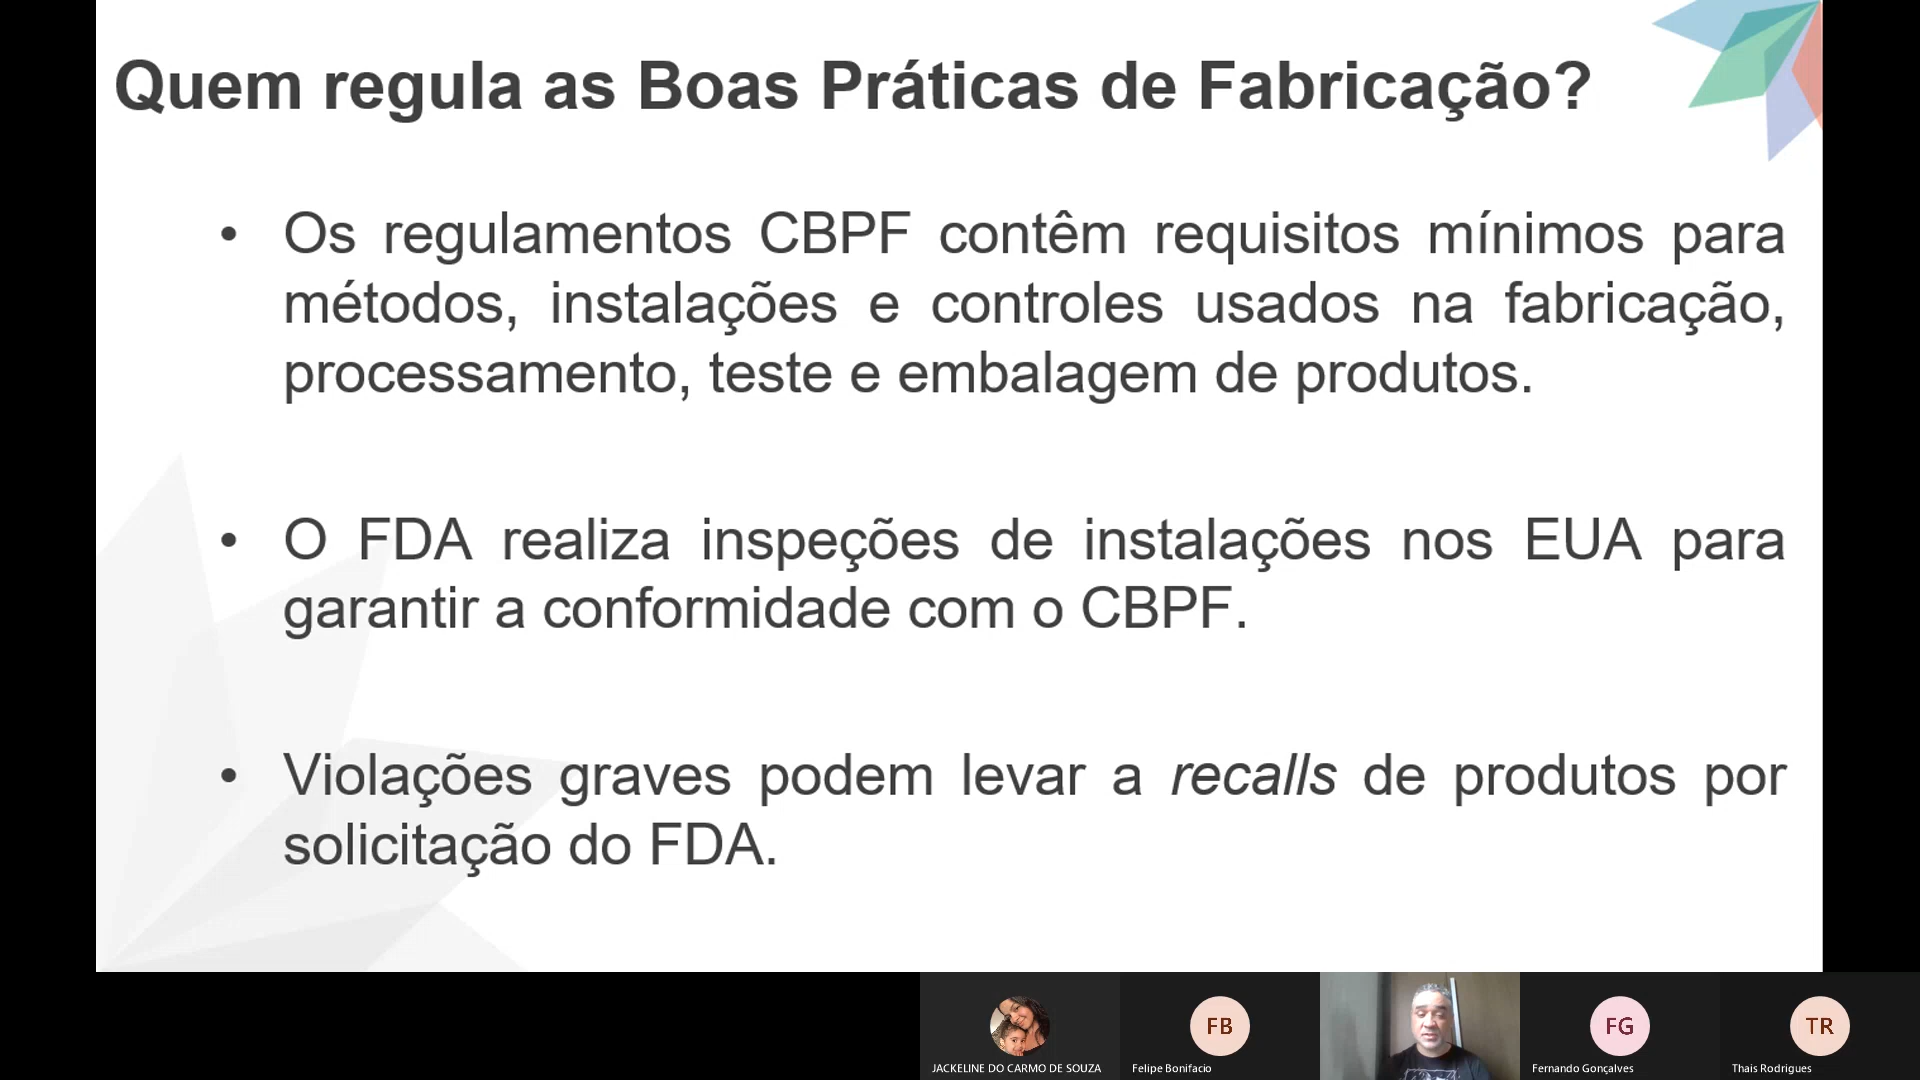 Quem regula as Boas Práticas de Fabricação?
• Os regulamentos CBPF contêm requisitos mínimos para
métodos, instalações e controles usados na fabricação,
processamento, teste e embalagem de produtos.
• O FDA realiza inspeções de instalações nos EUA para
garantir a conformidade com o CBPF.
• Violações graves podem levar a recalls de produtos por
solicitação do FDA.
FB
FG
TR
JACKELINE DO CARMO DE SOUZA
Felipe Bonifacio
Fernando Gonçalves
Thais Rodrigues